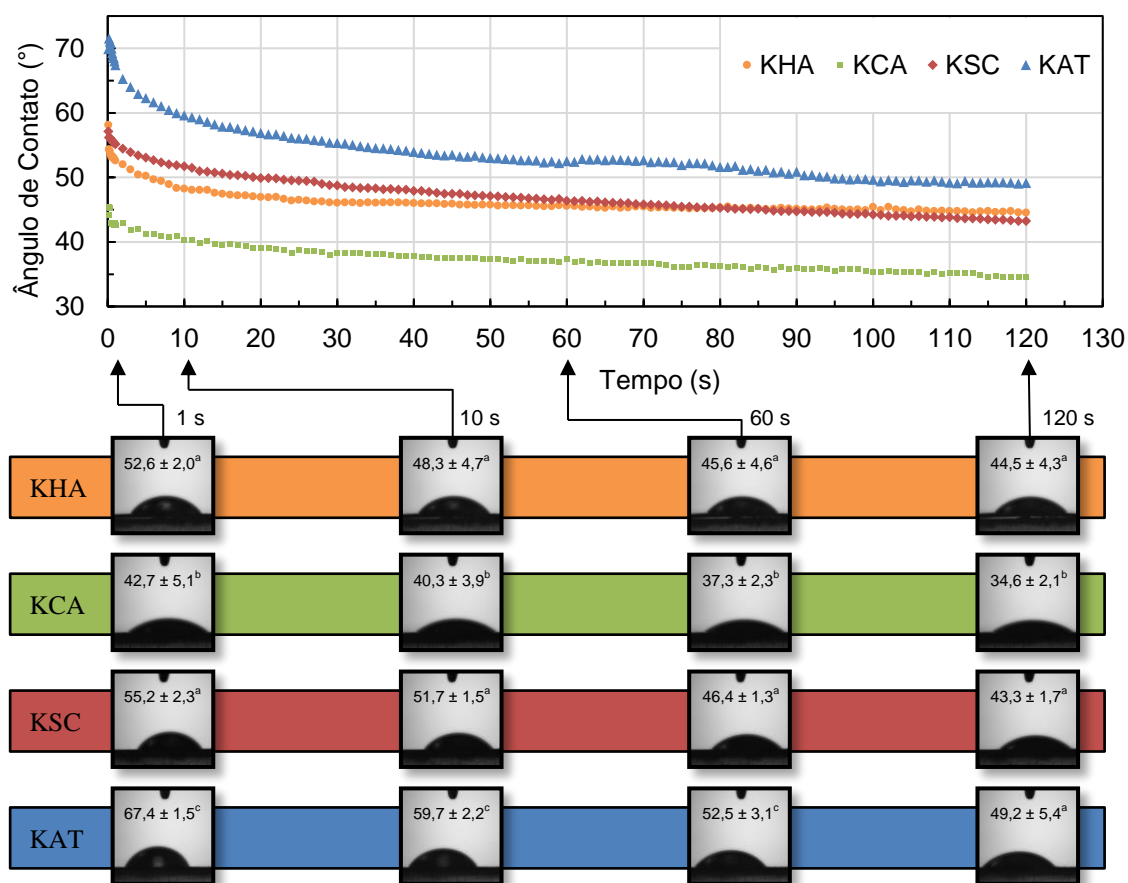 Ângulo de Contato (°)
70
60
50
40
30
KHA KCA KSC KAT
0 10 20 30 40 50 60 70 80 90 100 110 120 130
Tempo (s)
1 s 10 s 60 s 120 s
KHA 52,6 ± 2,0ᵃ 48,3 ± 4,7ᵃ 45,6 ± 4,6ᵃ 44,5 ± 4,3ᵃ
KCA 42,7 ± 5,1ᵇ 40,3 ± 3,9ᵇ 37,3 ± 2,3ᵇ 34,6 ± 2,1ᵇ
KSC 55,2 ± 2,3ᵃ 51,7 ± 1,5ᵃ 46,4 ± 1,3ᵃ 43,3 ± 1,7ᵃ
KAT 67,4 ± 1,5ᶜ 59,7 ± 2,2ᶜ 52,5 ± 3,1ᶜ 49,2 ± 5,4ᵃ